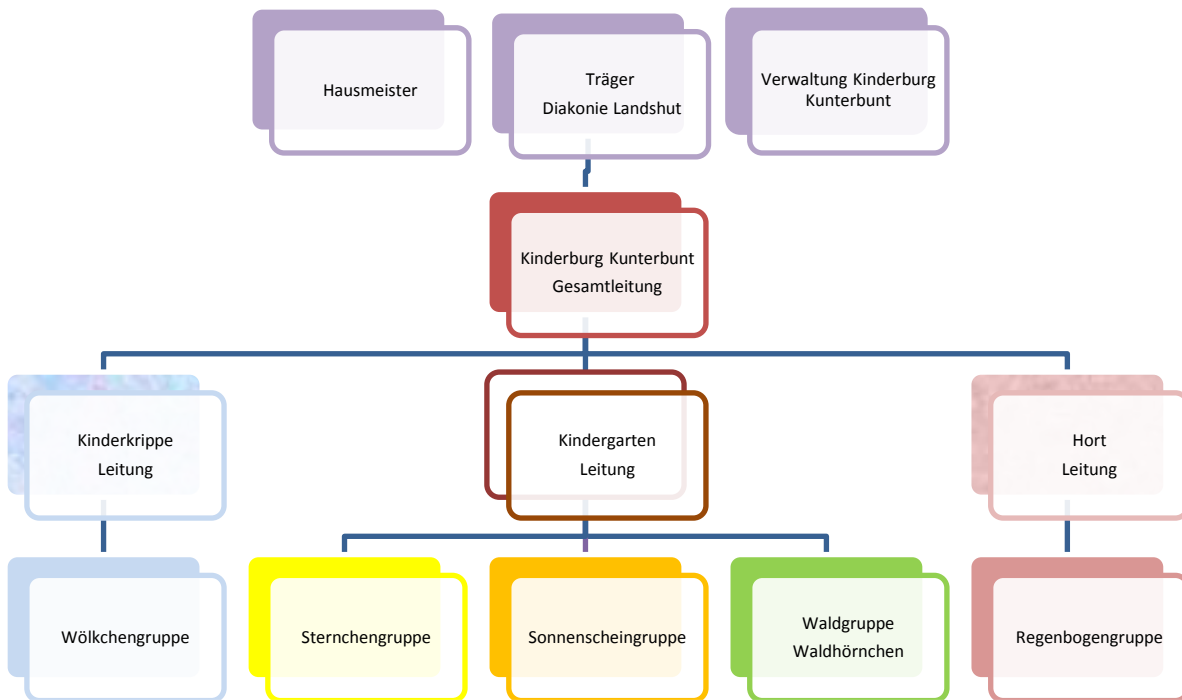 Hausmeister
Träger
Diakonie Landshut
Verwaltung Kinderburg
Kunterbunt
Kinderburg Kunterbunt
Gesamtleitung
Kinderkrippe
Leitung
Kindergarten
Leitung
Hort
Leitung
Wölkchengruppe
Sternchengruppe
Sonnenscheingruppe
Waldgruppe
Waldhörnchen
Regenbogengruppe